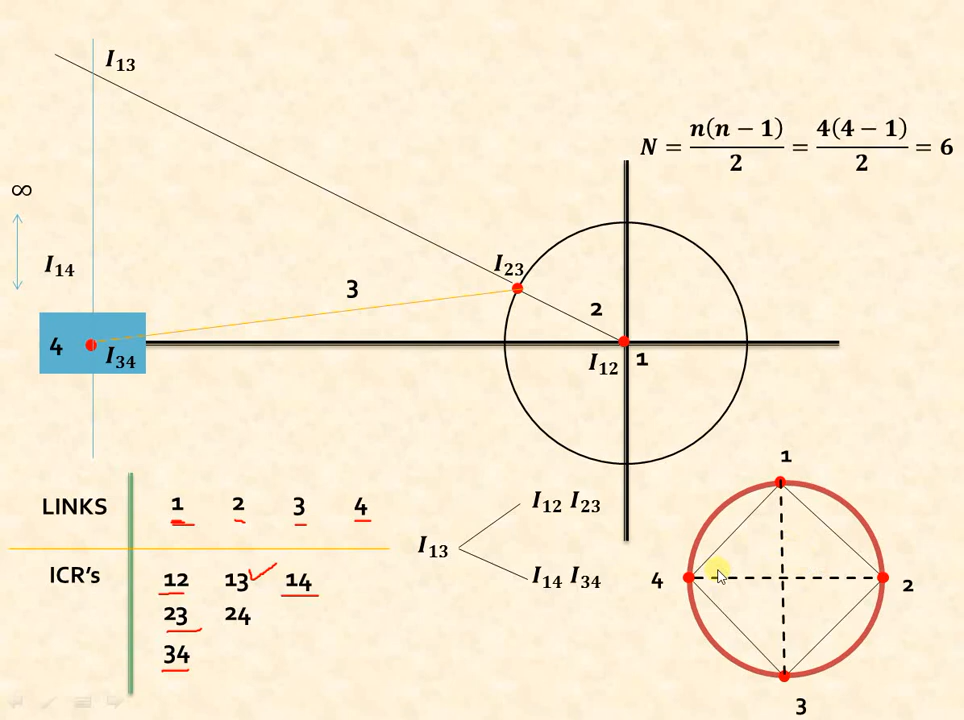 I₁₃
N = n(n − 1)/2 = 4(4 − 1)/2 = 6
∞
I₁₄
I₂₃
3
2
4
I₃₄
I₁₂
1
LINKS 1 2 3 4
ICR's 12 13 14
23 24
34
I₁₃
I₁₂ I₂₃
I₁₄ I₃₄
1
4
2
3